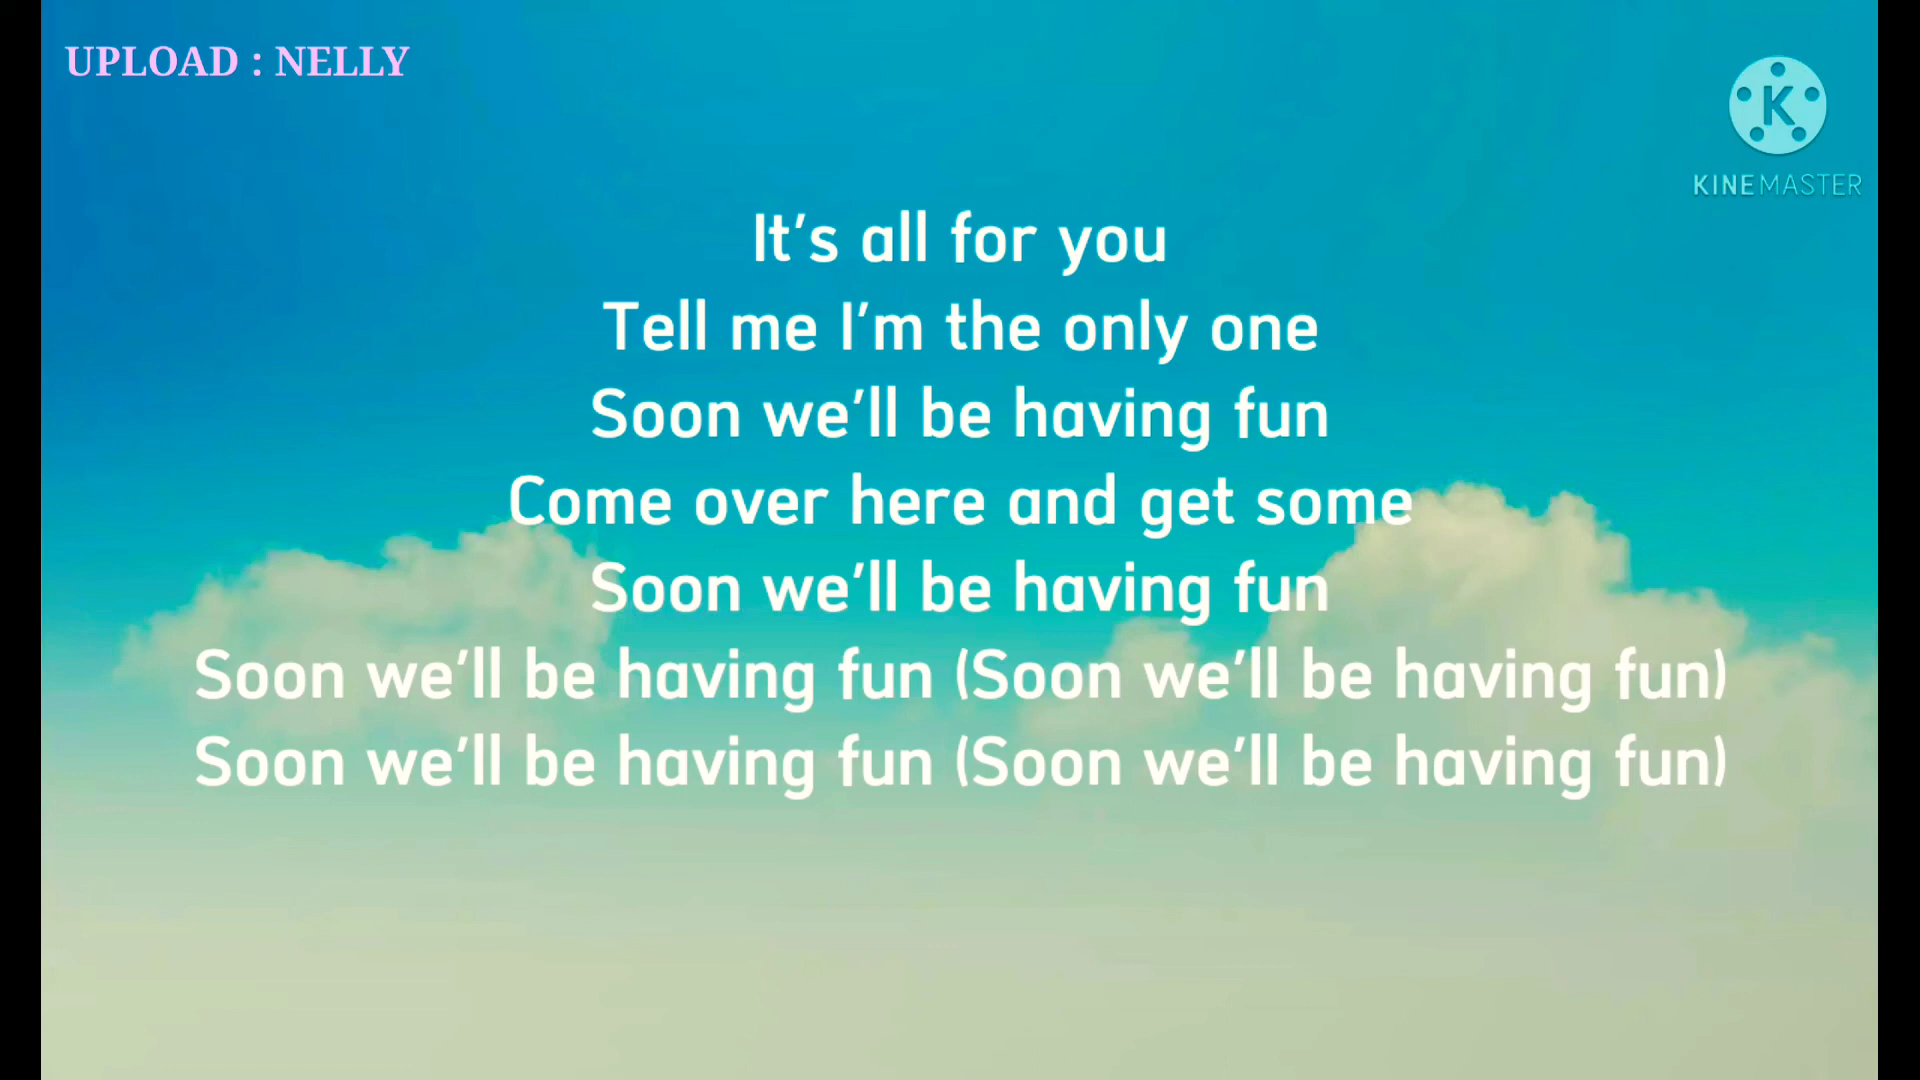 UPLOAD : NELLY
K
KINEMASTER
It's all for you
Tell me I'm the only one
Soon we'll be having fun
Come over here and get some
Soon we'll be having fun
Soon we'll be having fun (Soon we'll be having fun)
Soon we'll be having fun (Soon we'll be having fun)